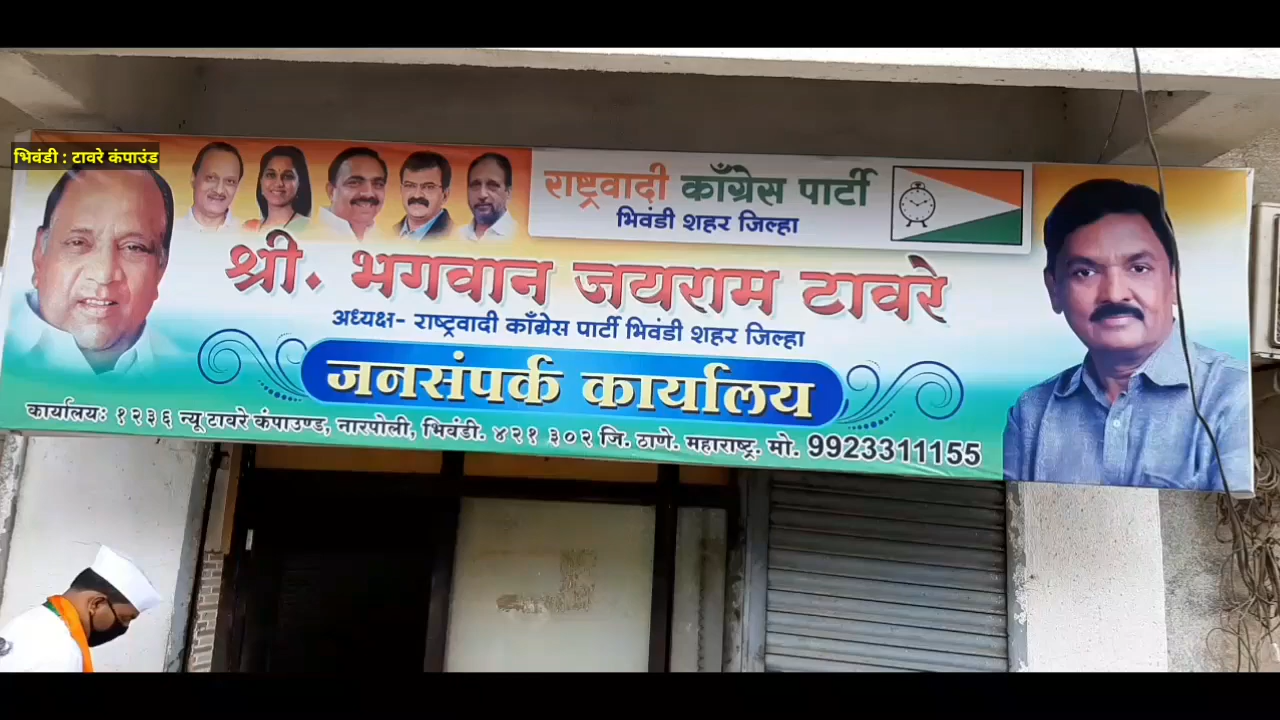 भिवंडी : टावरे कंपाउंड
राष्ट्रवादी काँग्रेस पार्टी
भिवंडी शहर जिल्हा
श्री. भगवान जयराम टावरे
अध्यक्ष- राष्ट्रवादी काँग्रेस पार्टी भिवंडी शहर जिल्हा
जनसंपर्क कार्यालय
कार्यालयः १२३६ न्यू टावरे कंपाउण्ड, नारपोली, भिवंडी. ४२१ ३०२ जि. ठाणे. महाराष्ट्र. मो. 9923311155